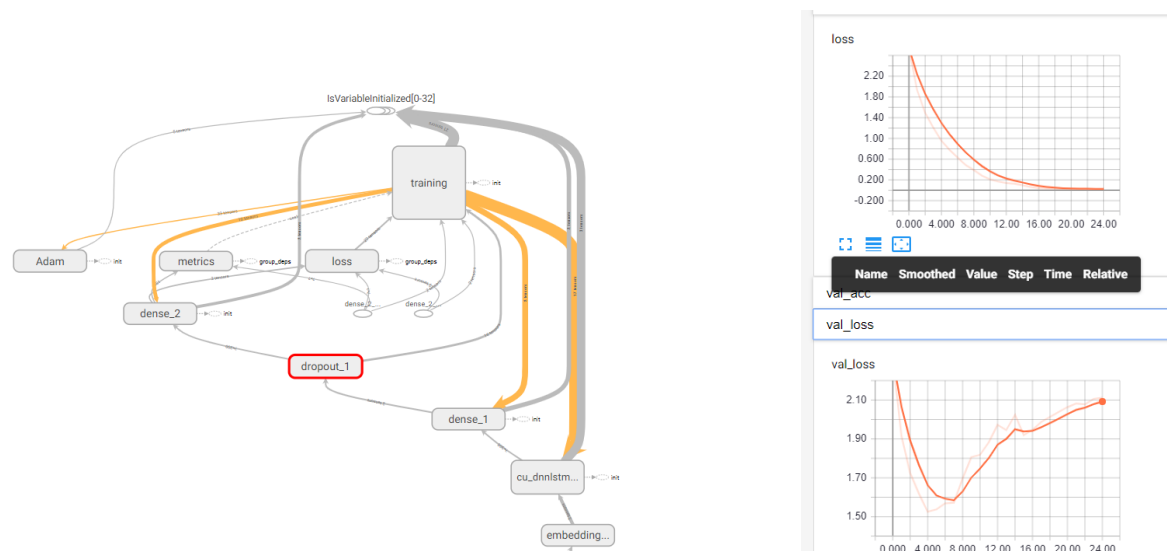 IsVariableInitialized[0-32]
training
init
Adam
init
metrics
group_deps
loss
group_deps
dense_2
init
dense_2...
dense_2...
dropout_1
dense_1
init
cu_dnnlstm...
init
embedding...
loss
2.20
1.80
1.40
1.00
0.600
0.200
-0.200
0.000 4.000 8.000 12.00 16.00 20.00 24.00
Name Smoothed Value Step Time Relative
val_acc
val_loss
val_loss
2.10
1.90
1.70
1.50
0.000 4.000 8.000 12.00 16.00 20.00 24.00